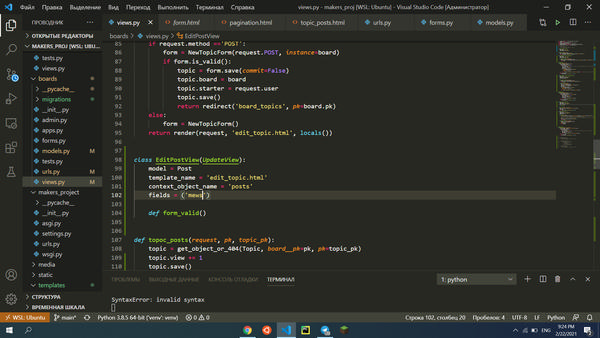 views.py - makers_proj [WSL: Ubuntu] - Visual Studio Code [Администратор]
ПРОВОДНИК
views.py M
form.html
pagination.html
topic_posts.html
urls.py
forms.py
models.py
ОТКРЫТЫЕ РЕДАКТОРЫ
MAKERS_PROJ [WSL: UBUNTU]
tests.py
views.py
boards
__pycache__
migrations
__init__.py
admin.py
apps.py
forms.py
models.py M
tests.py
urls.py M
views.py M
makers_project
__pycache__
__init__.py
asgi.py
settings.py
urls.py
wsgi.py
media
static
templates
СТРУКТУРА
ВРЕМЕННАЯ ШКАЛА
boards > views.py > EditPostView
85 if request.method =='POST':
86 form = NewTopicForm(request.POST, instance=board)
87 if form.is_valid():
88 topic = form.save(commit=False)
89 topic.board = board
90 topic.starter = request.user
91 topic.save()
92 return redirect('board_topics', pk=board.pk)
93 else:
94 form = NewTopicForm()
95 return render(request, 'edit_topic.html', locals())
96
97
98 class EditPostView(UpdateView):
99 model = Post
100 template_name = 'edit_topic.html'
101 context_object_name = 'posts'
102 fields = ('mews')
103
104 def form_valid()
105
106
107 def topoc_posts(request, pk, topic_pk):
108 topic = get_object_or_404(Topic, board__pk=pk, pk=topic_pk)
109 topic.view += 1
110 topic.save()
ПРОБЛЕМЫ
ВЫХОДНЫЕ ДАННЫЕ
КОНСОЛЬ ОТЛАДКИ
ТЕРМИНАЛ
1: python
SyntaxError: invalid syntax
WSL: Ubuntu
main*
Python 3.8.5 64-bit ('venv': venv)
0 0
Строка 102, столбец 20
Пробелов: 4
UTF-8
LF
Python
ENG
9:24 PM
2/22/2021